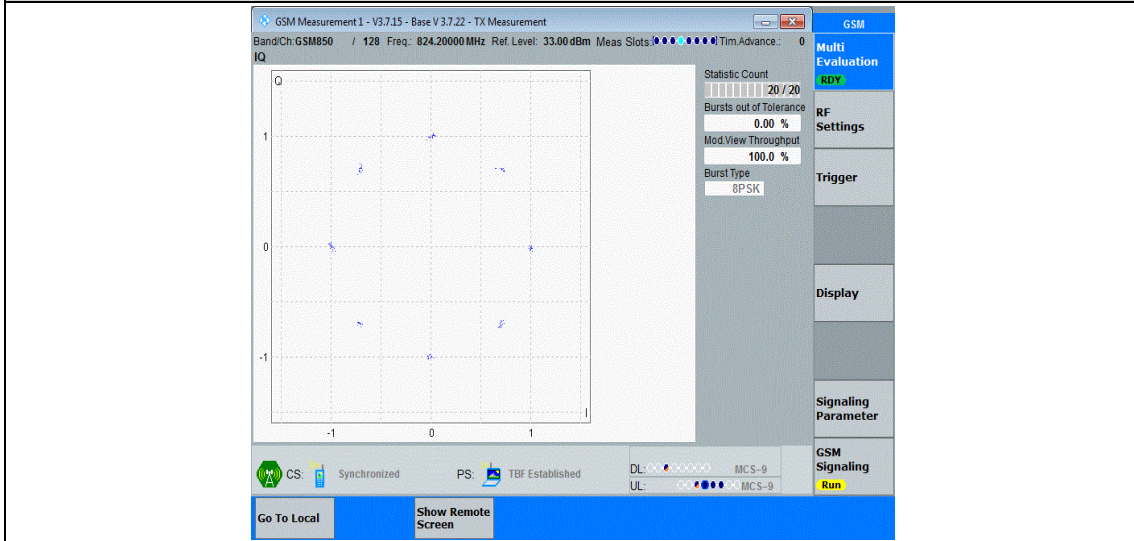 GSM Measurement 1 - V3.7.15 - Base V 3.7.22 - TX Measurement
GSM
Band/Ch:GSM850 / 128 Freq.: 824.20000 MHz Ref. Level: 33.00 dBm Meas Slots: Tim.Advance.: 0
IQ
Multi
Evaluation
RDY
Q
Statistic Count
20 / 20
Bursts out of Tolerance
0.00 %
RF
Settings
1
Mod.View Throughput
100.0 %
Burst Type
8PSK
Trigger
0
Display
-1
I
-1 0 1
Signaling
Parameter
GSM
Signaling
Run
CS: Synchronized PS: TBF Established
DL: MCS-9
UL: MCS-9
Go To Local
Show Remote
Screen